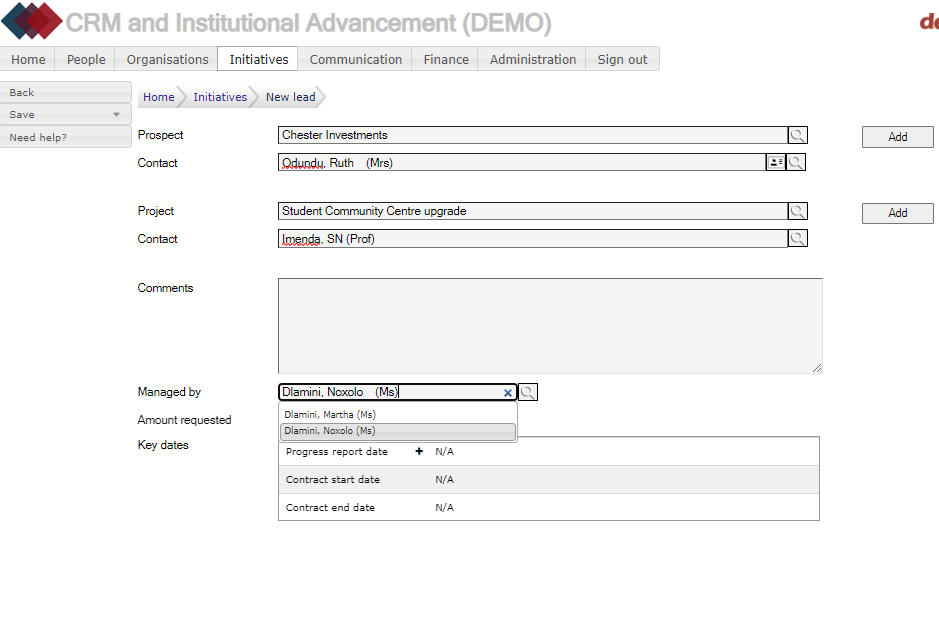 CRM and Institutional Advancement (DEMO)
Home People Organisations Initiatives Communication Finance Administration Sign out
Back
Save
Need help?
Home Initiatives New lead
Prospect Chester Investments Add
Contact Odundu, Ruth (Mrs)
Project Student Community Centre upgrade Add
Contact Imenda, SN (Prof)
Comments
Managed by Dlamini, Noxolo (Ms)
Dlamini, Martha (Ms)
Dlamini, Noxolo (Ms)
Amount requested
Key dates
Progress report date + N/A
Contract start date N/A
Contract end date N/A